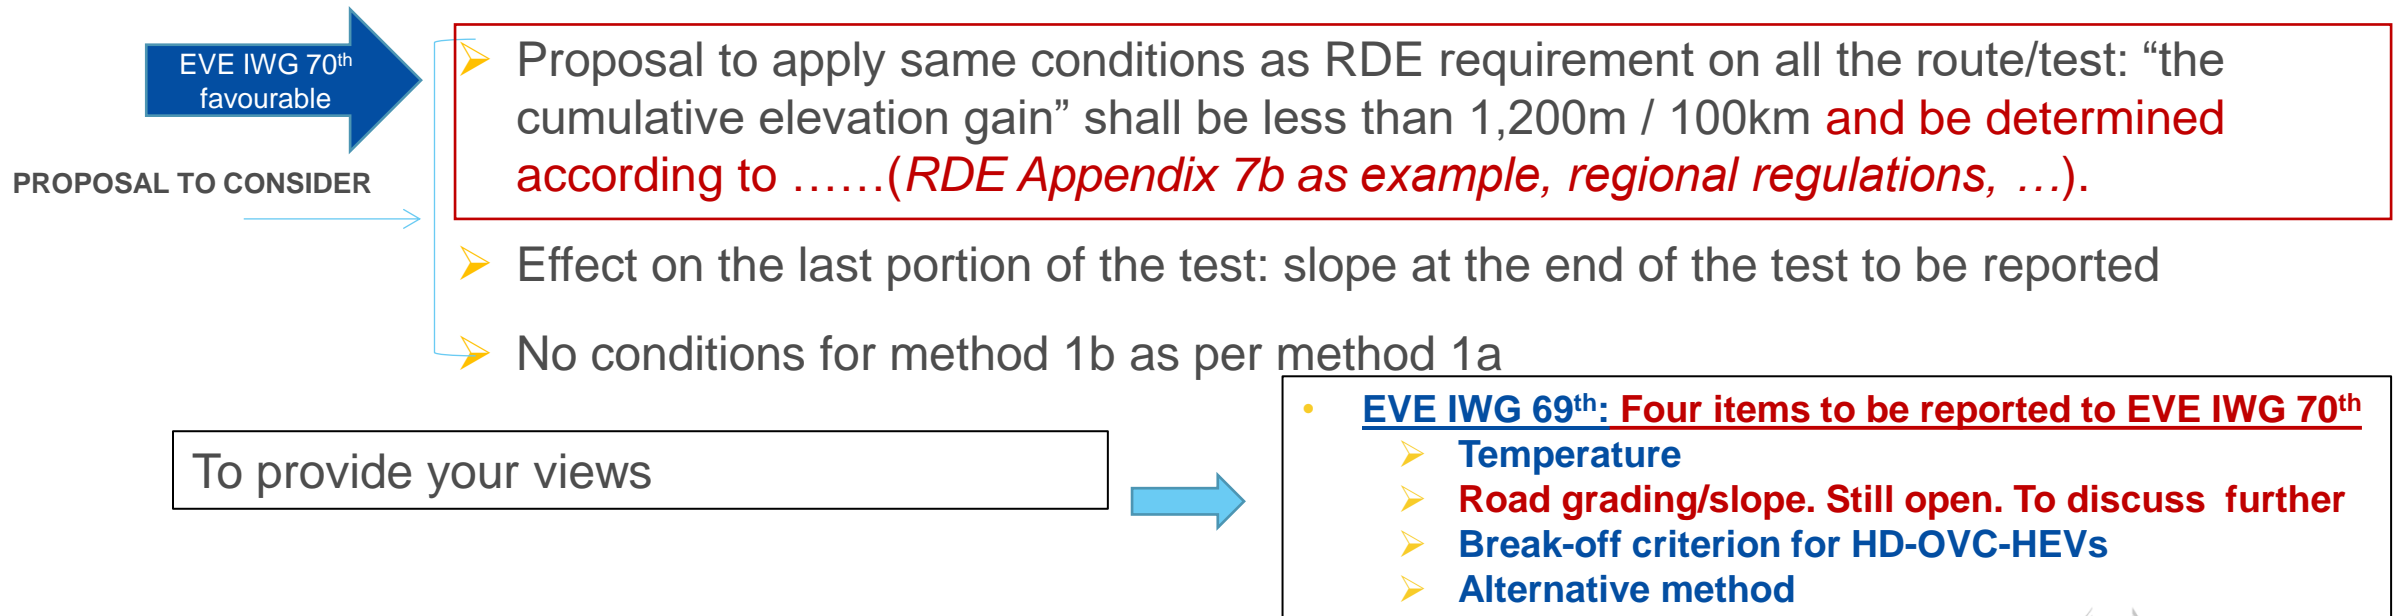 EVE IWG 70th
favourable
PROPOSAL TO CONSIDER
➢ Proposal to apply same conditions as RDE requirement on all the route/test: “the
cumulative elevation gain” shall be less than 1,200m / 100km and be determined
according to ……(RDE Appendix 7b as example, regional regulations, …).
➢ Effect on the last portion of the test: slope at the end of the test to be reported
➢ No conditions for method 1b as per method 1a
To provide your views
• EVE IWG 69th: Four items to be reported to EVE IWG 70th
➢ Temperature
➢ Road grading/slope. Still open. To discuss further
➢ Break-off criterion for HD-OVC-HEVs
➢ Alternative method